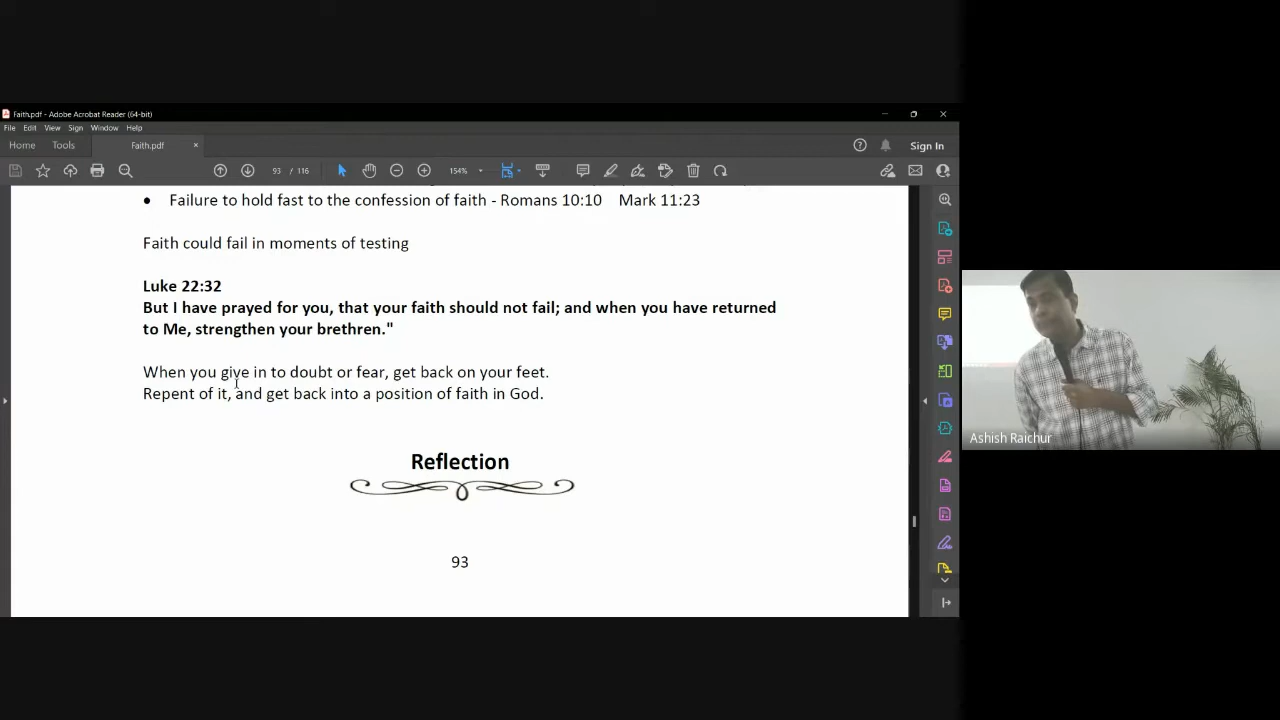 Faith.pdf - Adobe Acrobat Reader (64-bit)
File Edit View Sign Window Help
Home Tools Faith.pdf × Sign In
93 / 116 154%
• Failure to hold fast to the confession of faith - Romans 10:10 Mark 11:23
Faith could fail in moments of testing
Luke 22:32
But I have prayed for you, that your faith should not fail; and when you have returned
to Me, strengthen your brethren."
When you give in to doubt or fear, get back on your feet.
Repent of it, and get back into a position of faith in God.
Reflection
93
Ashish Raichur